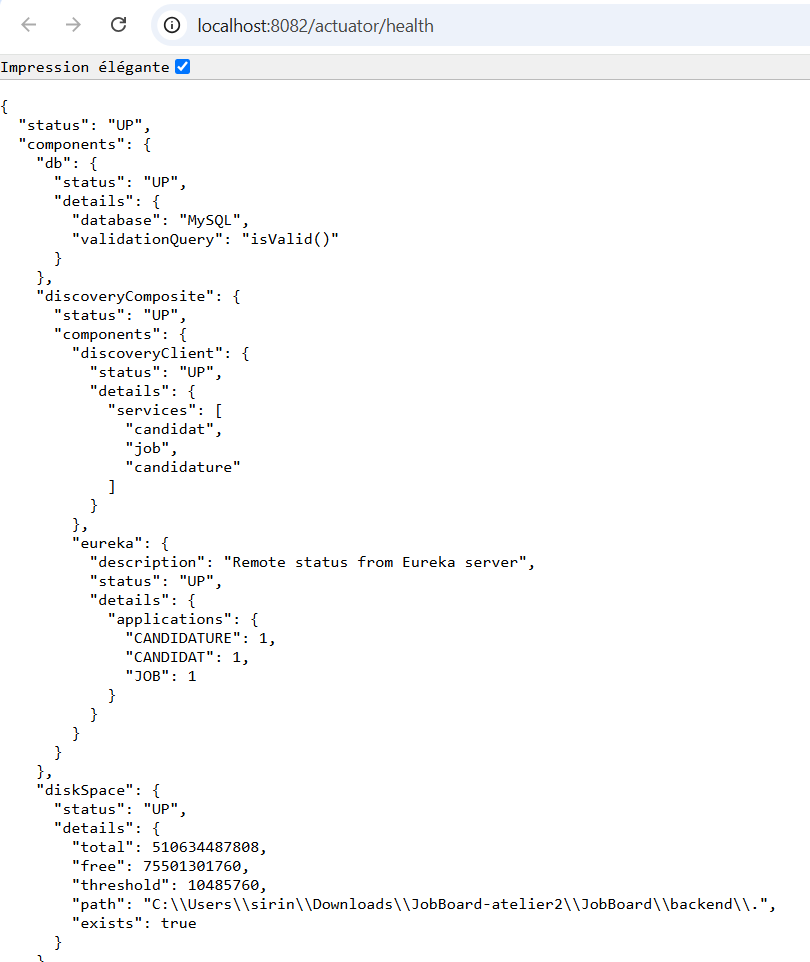 localhost:8082/actuator/health
Impression élégante
{
  "status": "UP",
  "components": {
    "db": {
      "status": "UP",
      "details": {
        "database": "MySQL",
        "validationQuery": "isValid()"
      }
    },
    "discoveryComposite": {
      "status": "UP",
      "components": {
        "discoveryClient": {
          "status": "UP",
          "details": {
            "services": [
              "candidat",
              "job",
              "candidature"
            ]
          }
        },
        "eureka": {
          "description": "Remote status from Eureka server",
          "status": "UP",
          "details": {
            "applications": {
              "CANDIDATURE": 1,
              "CANDIDAT": 1,
              "JOB": 1
            }
          }
        }
      }
    },
    "diskSpace": {
      "status": "UP",
      "details": {
        "total": 510634487808,
        "free": 75501301760,
        "threshold": 10485760,
        "path": "C:\\Users\\sirin\\Downloads\\JobBoard-atelier2\\JobBoard\\backend\\.",
        "exists": true
      }
    }